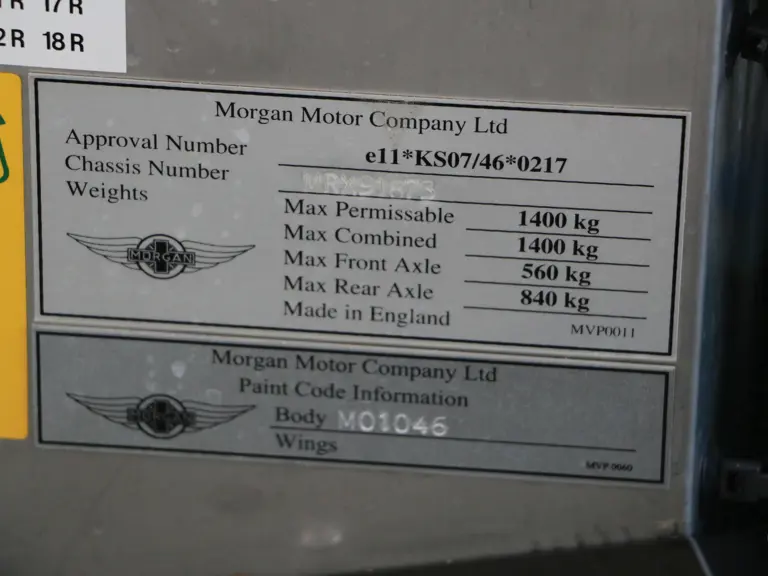 17R
2R 18R
Morgan Motor Company Ltd
Approval Number e11*KS07/46*0217
Chassis Number
Weights
Max Permissable 1400 kg
Max Combined 1400 kg
Max Front Axle 560 kg
Max Rear Axle 840 kg
Made in England
MORGAN
MVP0011
Morgan Motor Company Ltd
Paint Code Information
Body M01046
Wings
MORGAN
MVP 0060